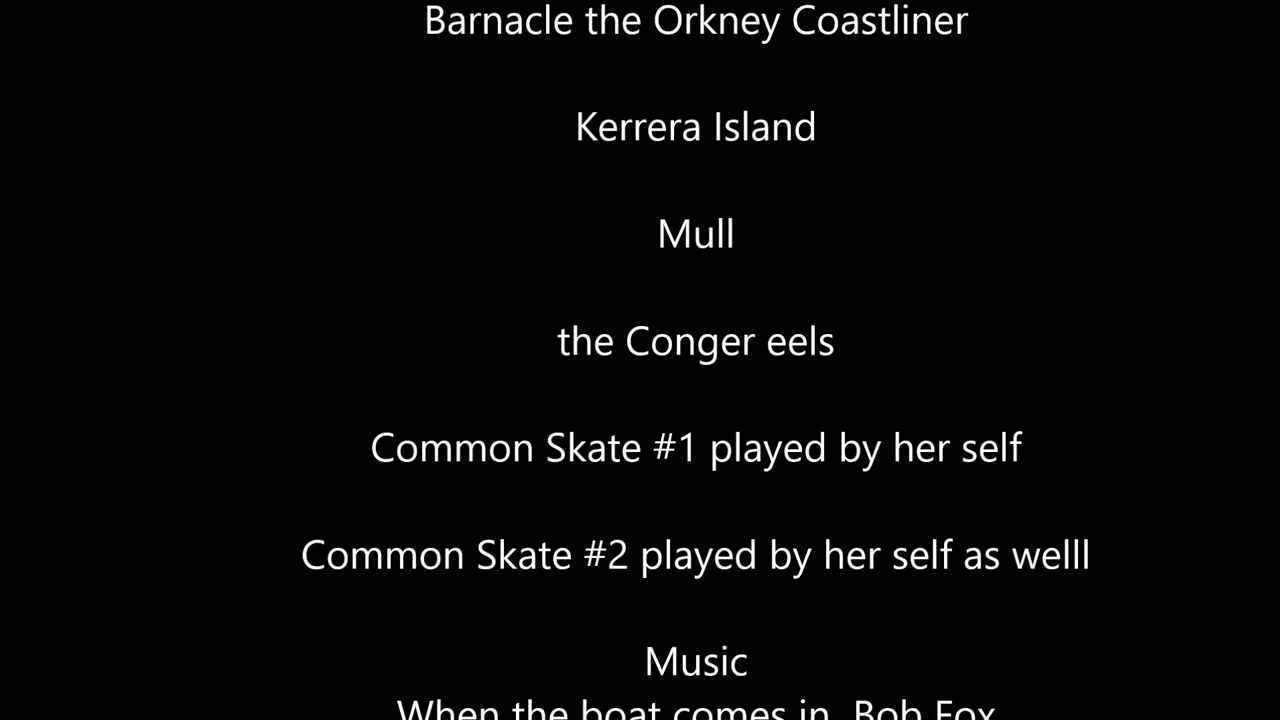 Barnacle the Orkney Coastliner
Kerrera Island
Mull
the Conger eels
Common Skate #1 played by her self
Common Skate #2 played by her self as welll
Music
When the boat comes in Bob Fox